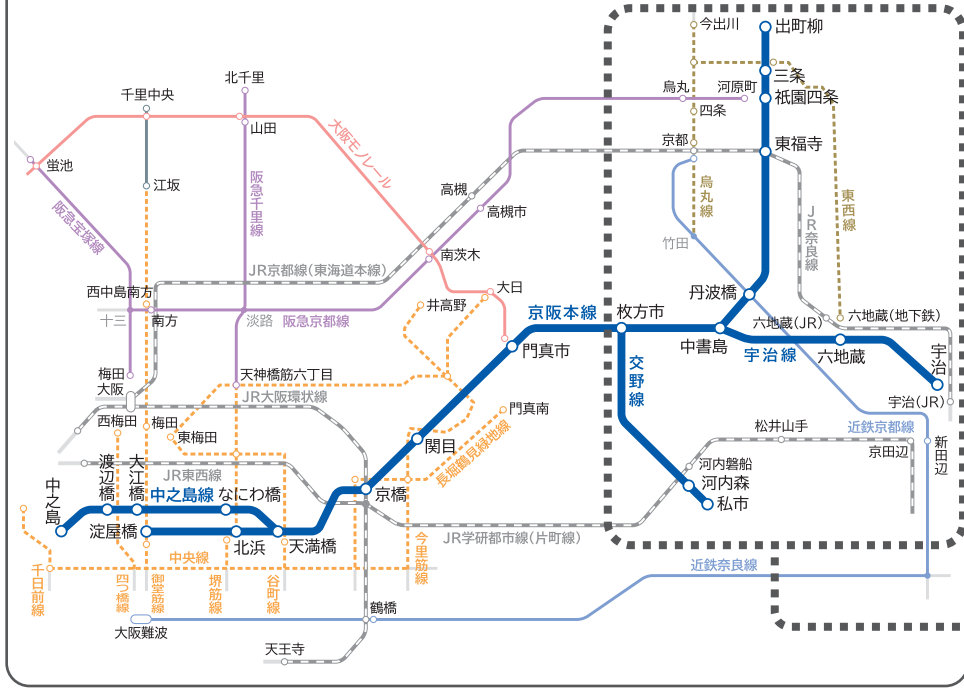 今出川
出町柳
三条
北千里
千里中央
烏丸
河原町
祇園四条
四条
山田
大阪モノレール
京都
東福寺
蛍池
江坂
阪急千里線
高槻
烏丸線
東西線
阪急宝塚線
高槻市
JR奈良線
竹田
南茨木
JR京都線(東海道本線)
西中島南方
大日
丹波橋
井高野
十三
南方
阪急京都線
淡路
京阪本線
枚方市
六地蔵(JR)
六地蔵(地下鉄)
中書島
宇治線
六地蔵
宇治
門真市
梅田
天神橋筋六丁目
交野線
大阪
JR大阪環状線
宇治(JR)
西梅田
梅田
門真南
近鉄京都線
松井山手
東梅田
関目
長堀鶴見緑地線
京田辺
新田辺
渡辺橋
大江橋
JR東西線
河内磐船
河内森
中之島
中之島線
なにわ橋
京橋
私市
淀屋橋
北浜
天満橋
JR学研都市線(片町線)
今里筋線
中央線
千日前線
四つ橋線
御堂筋線
堺筋線
谷町線
近鉄奈良線
鶴橋
大阪難波
天王寺